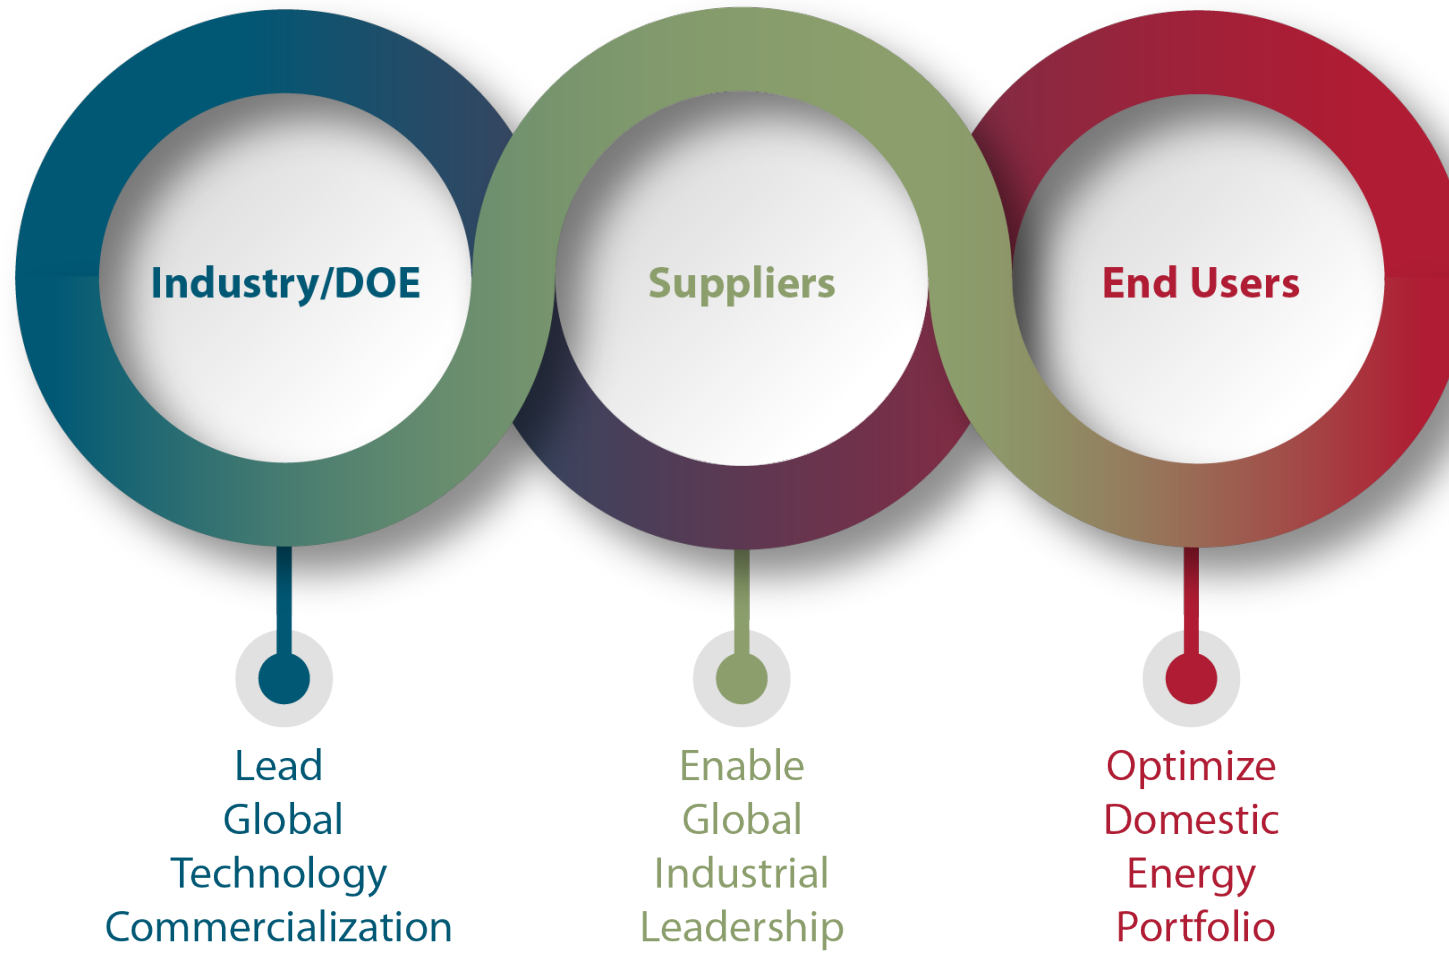 Industry/DOE
Suppliers
End Users
Lead
Global
Technology
Commercialization
Enable
Global
Industrial
Leadership
Optimize
Domestic
Energy
Portfolio